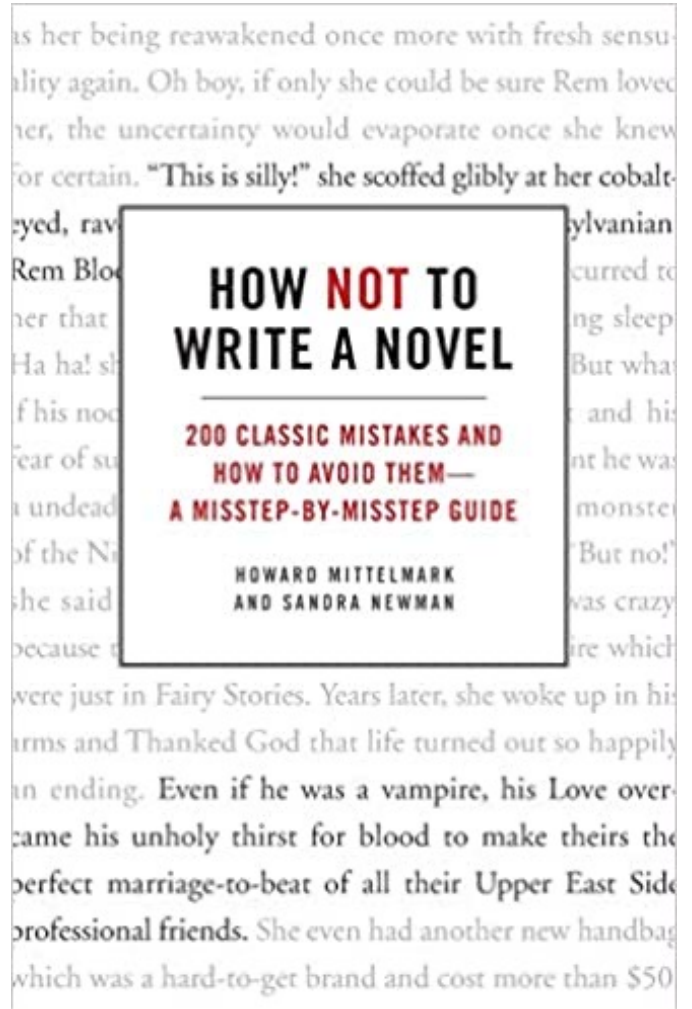 as her being reawakened once more with fresh sensu-
ality again. Oh boy, if only she could be sure Rem loved
her, the uncertainty would evaporate once she knew
for certain. “This is silly!” she scoffed glibly at her cobalt-
eyed, rav ylvanian
Rem Bloo curred to
her that ng sleep
Ha ha! sh But what
f his noc and his
fear of su nt he was
a undead monster
of the Ni “But no!”
she said was crazy
because t ire which
HOW NOT TO
WRITE A NOVEL
200 CLASSIC MISTAKES AND
HOW TO AVOID THEM—
A MISSTEP-BY-MISSTEP GUIDE
HOWARD MITTELMARK
AND SANDRA NEWMAN
were just in Fairy Stories. Years later, she woke up in his
arms and Thanked God that life turned out so happily
an ending. Even if he was a vampire, his Love over-
came his unholy thirst for blood to make theirs the
perfect marriage-to-beat of all their Upper East Side
professional friends. She even had another new handbag
which was a hard-to-get brand and cost more than $50